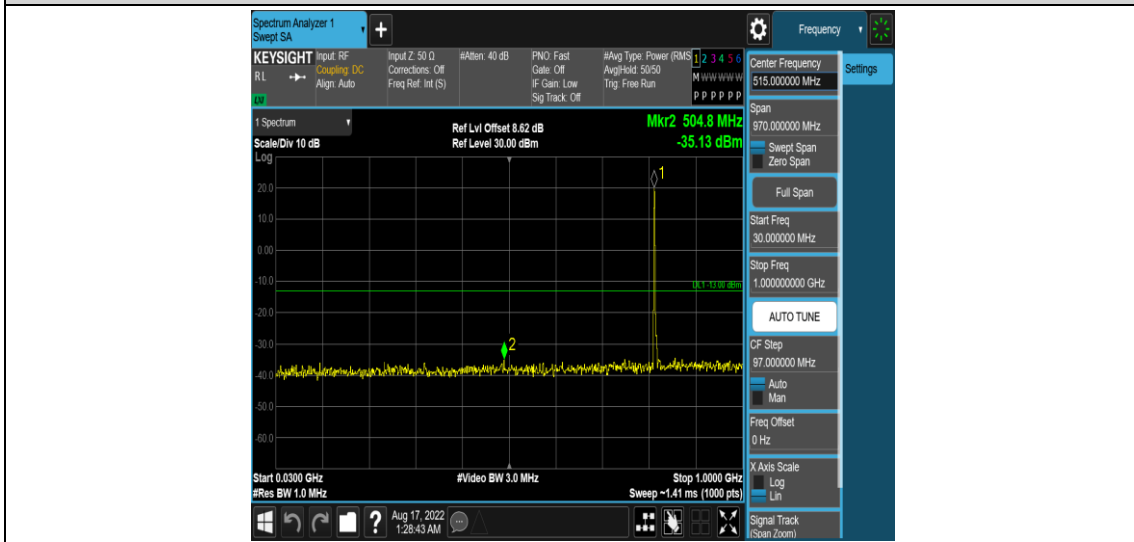 Spectrum Analyzer 1
Swept SA
+
Frequency
KEYSIGHT
RL
LXI
Input: RF
Coupling: DC
Align: Auto
Input Z: 50 Ω
Corrections: Off
Freq Ref: Int (S)
#Atten: 40 dB
PNO: Fast
Gate: Off
IF Gain: Low
Sig Track: Off
#Avg Type: Power (RMS
Avg|Hold: 50/50
Trig: Free Run
1 2 3 4 5 6
M W W W W W
P P P P P P
1 Spectrum
Scale/Div 10 dB
Ref Lvl Offset 8.62 dB
Ref Level 30.00 dBm
Mkr2 504.8 MHz
-35.13 dBm
Log
1
20.0
10.0
0.00
-10.0
DL1 -13.00 dBm
-20.0
-30.0
2
-40.0
-50.0
-60.0
Start 0.0300 GHz
#Video BW 3.0 MHz
Stop 1.0000 GHz
#Res BW 1.0 MHz
Sweep ~1.41 ms (1000 pts)
?
Aug 17, 2022
1:28:43 AM
Center Frequency
515.000000 MHz
Settings
Span
970.000000 MHz
Swept Span
Zero Span
Full Span
Start Freq
30.000000 MHz
Stop Freq
1.000000000 GHz
AUTO TUNE
CF Step
97.000000 MHz
Auto
Man
Freq Offset
0 Hz
X Axis Scale
Log
Lin
Signal Track
(Span Zoom)